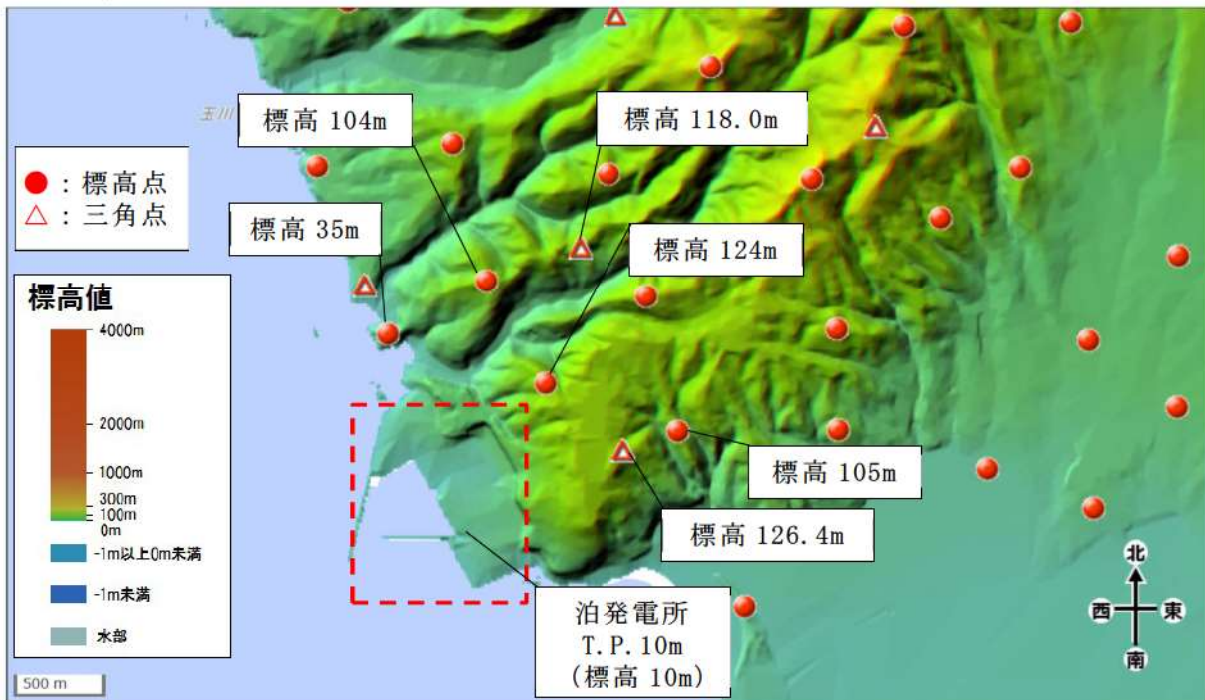 玉川
標高 104m
標高 118.0m
● : 標高点
△ : 三角点
標高 35m
標高 124m
標高値
4000m
2000m
1000m
300m
100m
0m
-1m以上0m未満
-1m未満
水部
標高 105m
標高 126.4m
泊発電所
T.P.10m
(標高 10m)
北
西 東
南
500 m